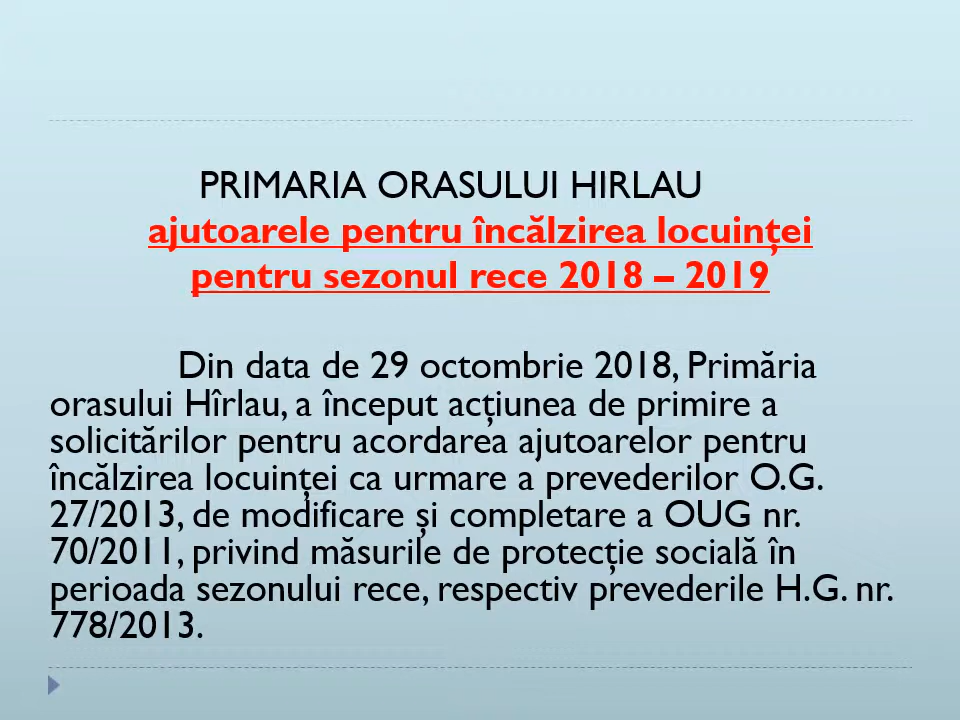 PRIMARIA ORASULUI HIRLAU
ajutoarele pentru încălzirea locuinței
pentru sezonul rece 2018 – 2019
Din data de 29 octombrie 2018, Primăria
orasului Hîrlau, a început acțiunea de primire a
solicitărilor pentru acordarea ajutoarelor pentru
încălzirea locuinței ca urmare a prevederilor O.G.
27/2013, de modificare și completare a OUG nr.
70/2011, privind măsurile de protecție socială în
perioada sezonului rece, respectiv prevederile H.G. nr.
778/2013.